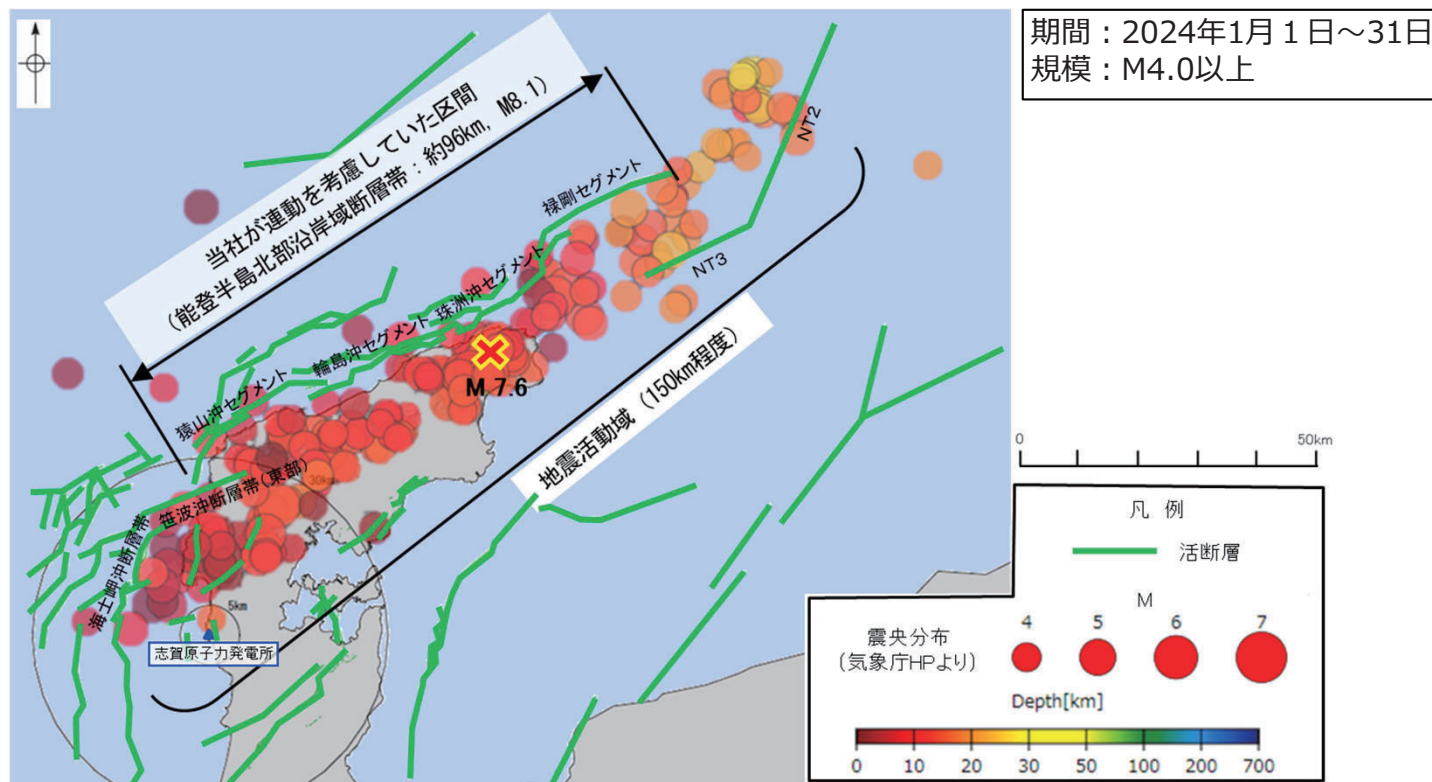 期間：2024年1月１日～31日
規模：M4.0以上
当社が連動を考慮していた区間
（能登半島北部沿岸域断層帯：約96km，M8.1）
NT2
禄剛セグメント
NT3
珠洲沖セグメント
輪島沖セグメント
猿山沖セグメント
M 7.6
地震活動域（150km程度）
笹波沖断層帯（東部）
30km
海士岬沖断層帯
5km
志賀原子力発電所
0 50km
凡 例
活断層
M
4 5 6 7
震央分布
（気象庁HPより）
Depth[km]
0 10 20 30 50 100 200 700